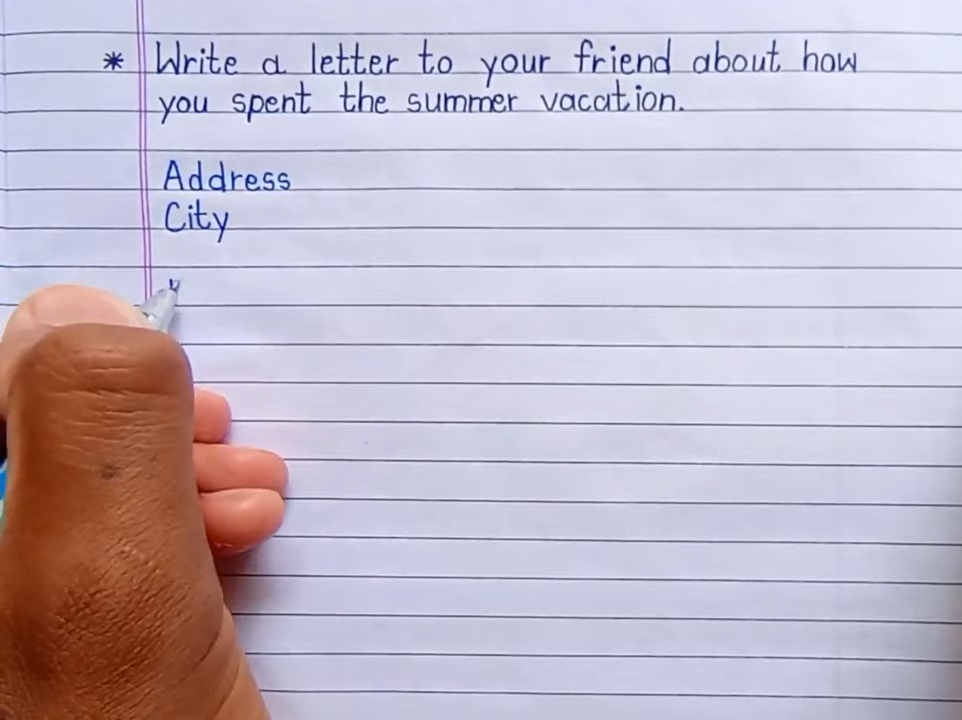 * Write a letter to your friend about how
you spent the summer vacation.
Address
City